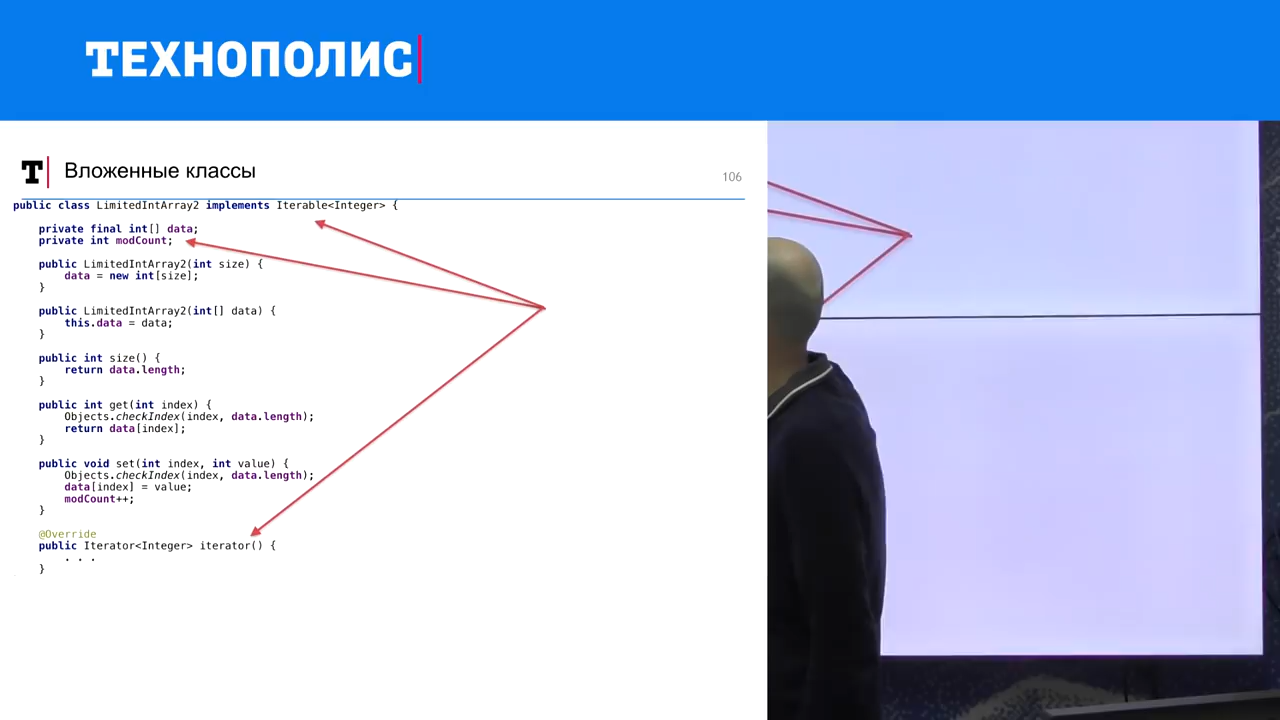 ТЕХНОПОЛИС
Т Вложенные классы
106
public class LimitedIntArray2 implements Iterable<Integer> {
private final int[] data;
private int modCount;
public LimitedIntArray2(int size) {
data = new int[size];
}
public LimitedIntArray2(int[] data) {
this.data = data;
}
public int size() {
return data.length;
}
public int get(int index) {
Objects.checkIndex(index, data.length);
return data[index];
}
public void set(int index, int value) {
Objects.checkIndex(index, data.length);
data[index] = value;
modCount++;
}
@Override
public Iterator<Integer> iterator() {
. . .
}